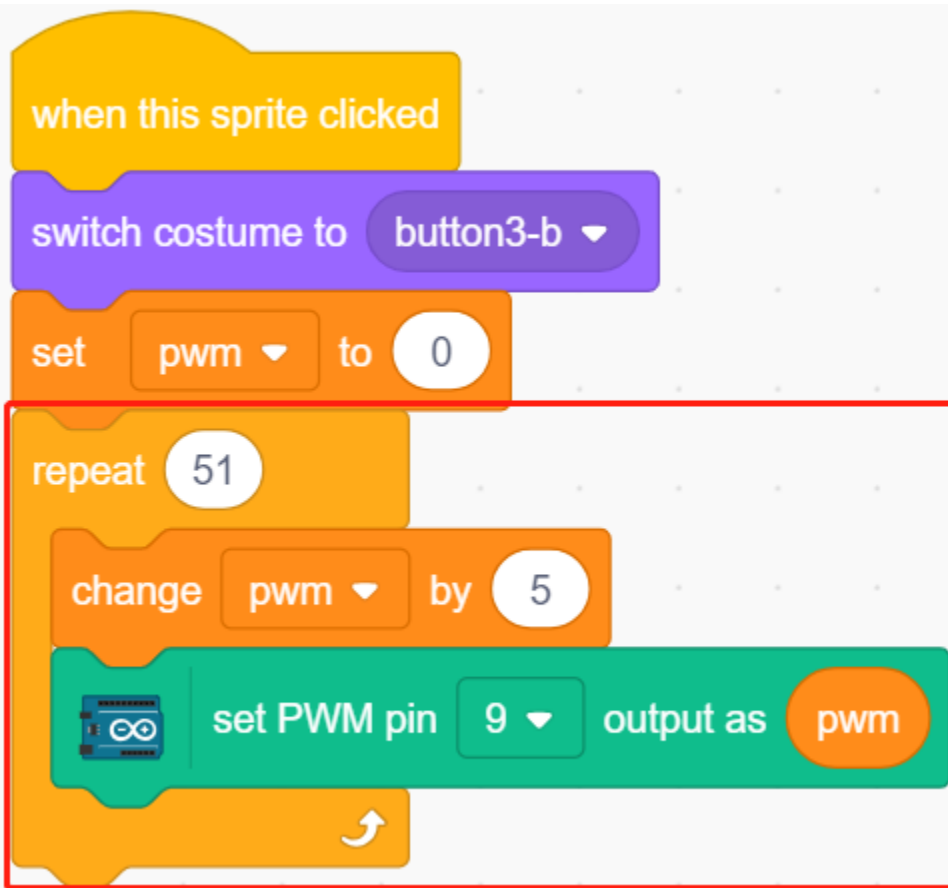 when this sprite clicked
switch costume to button3-b
set pwm to 0
repeat 51
change pwm by 5
set PWM pin 9 output as pwm